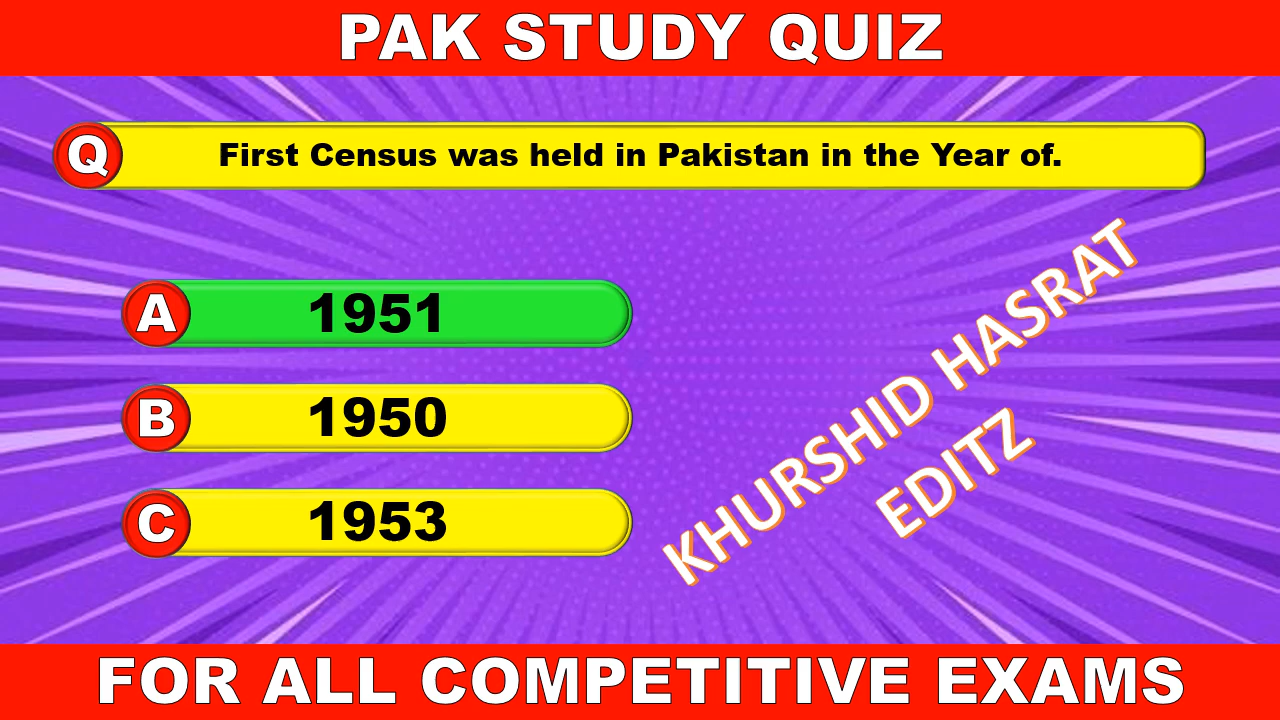 PAK STUDY QUIZ
Q First Census was held in Pakistan in the Year of.
A 1951
B 1950
C 1953
KHURSHID HASRAT
EDITZ
FOR ALL COMPETITIVE EXAMS